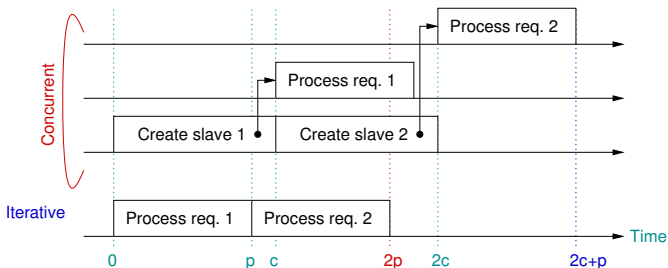 Process req. 2
Process req. 1
Concurrent
Create slave 1
Create slave 2
Iterative
Process req. 1
Process req. 2
Time
0
p
c
2p
2c
2c+p